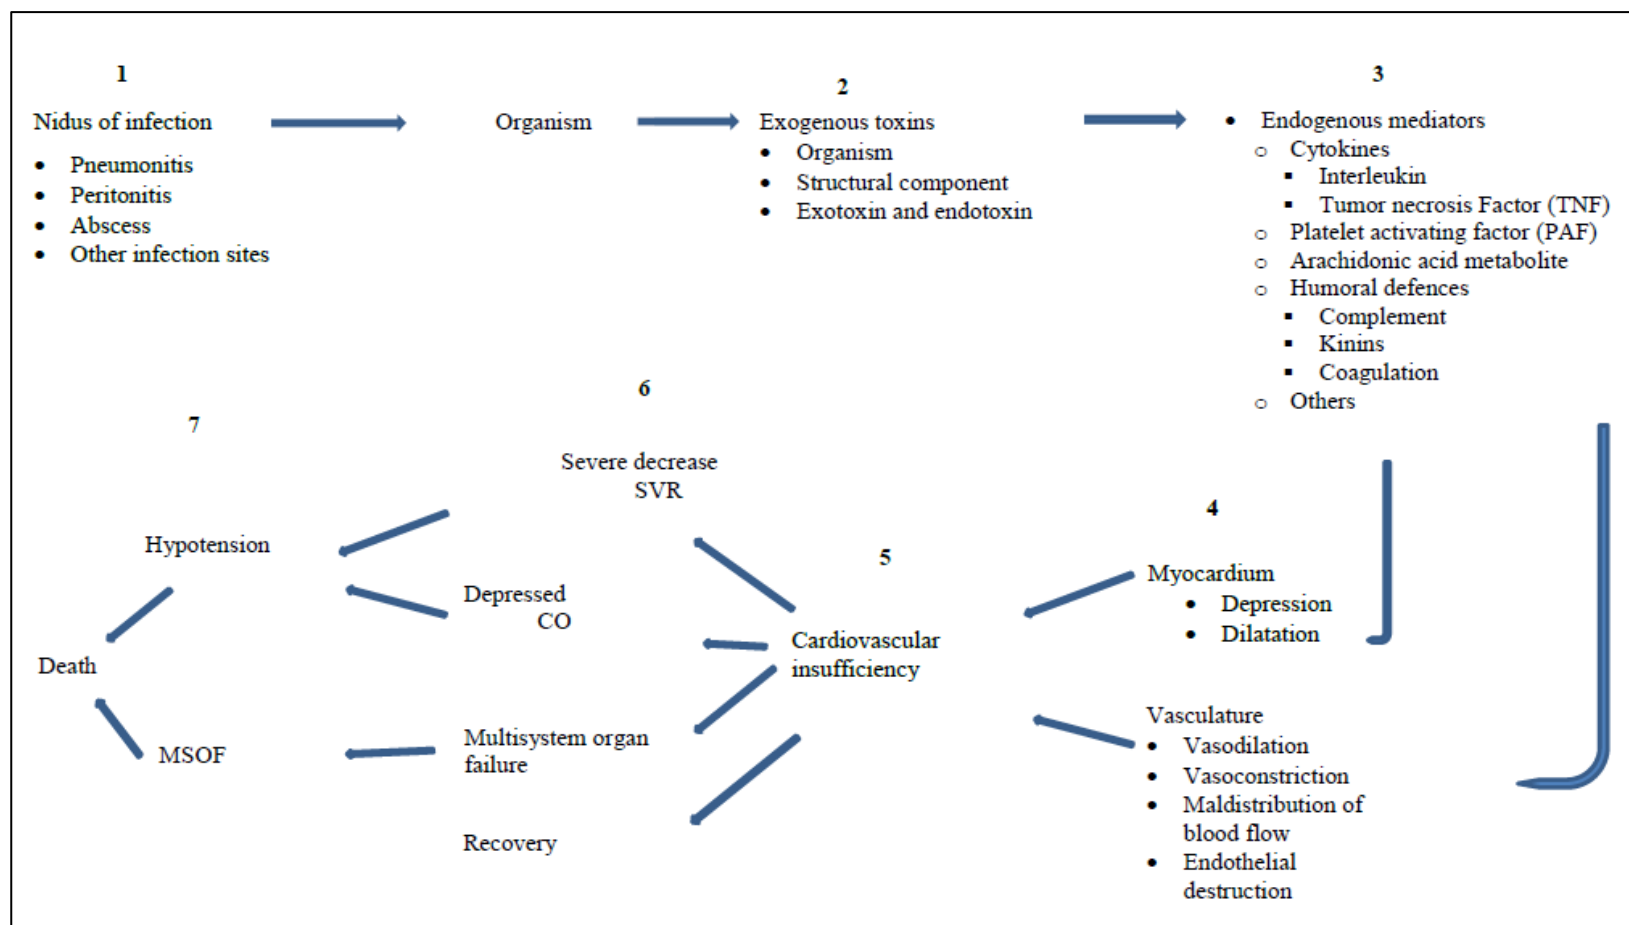 1
Nidus of infection
• Pneumonitis
• Peritonitis
• Abscess
• Other infection sites
Organism
2
Exogenous toxins
• Organism
• Structural component
• Exotoxin and endotoxin
3
• Endogenous mediators
o Cytokines
▪ Interleukin
▪ Tumor necrosis Factor (TNF)
o Platelet activating factor (PAF)
o Arachidonic acid metabolite
o Humoral defences
▪ Complement
▪ Kinins
▪ Coagulation
o Others
4
Myocardium
• Depression
• Dilatation
Vasculature
• Vasodilation
• Vasoconstriction
• Maldistribution of
blood flow
• Endothelial
destruction
5
Cardiovascular
insufficiency
6
Severe decrease
SVR
Depressed
CO
Multisystem organ
failure
Recovery
7
Hypotension
Death
MSOF